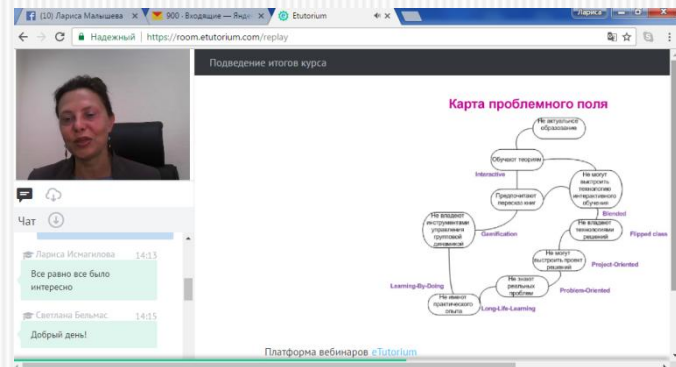 (10) Лариса Малышева
900 · Входящие — Янде
Etutorium
Лариса
Надежный | https://room.etutorium.com/replay
Подведение итогов курса
Карта проблемного поля
Не актуальное
образование
Обучают теориям
Interactive
Не могут
выстроить
технологию
интерактивного
обучения
Предпочитают
пересказ книг
Blended
Не владеют
инструментами
управления
групповой
динамикой
Gamification
Не владеют
технологиями
решений
Flipped class
Не могут
выстроить проект
решений
Project-Oriented
Не знают
реальных
проблем
Problem-Oriented
Learning-By-Doing
Не имеют
практического
опыта
Long-Life-Learning
Чат
Лариса Исмагилова 14:15
Все равно все было
интересно
Светлана Бельмас 14:15
Добрый день!
Платформа вебинаров eTutorium